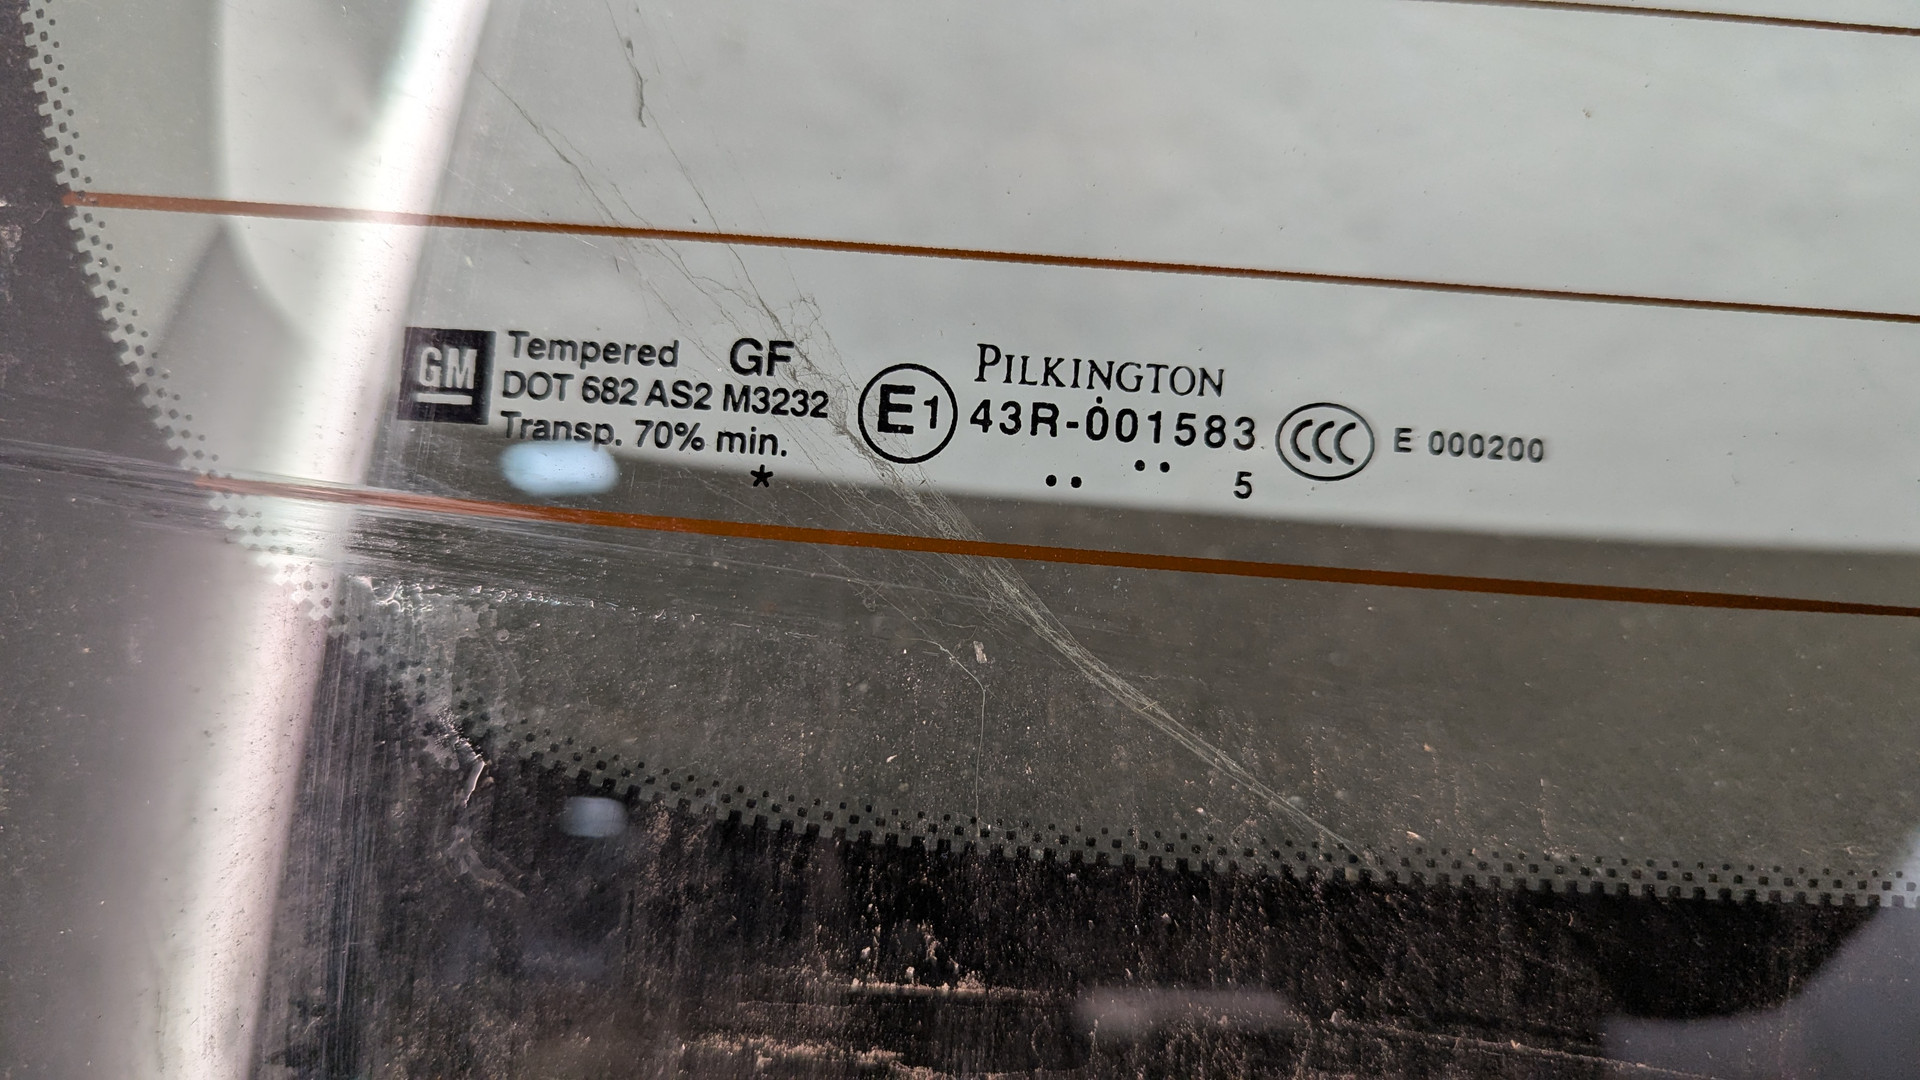 GM
Tempered GF
DOT 682 AS2 M3232
Transp. 70% min.
*
E1
PILKINGTON
43R-001583
.. .. 5
CCC E 000200